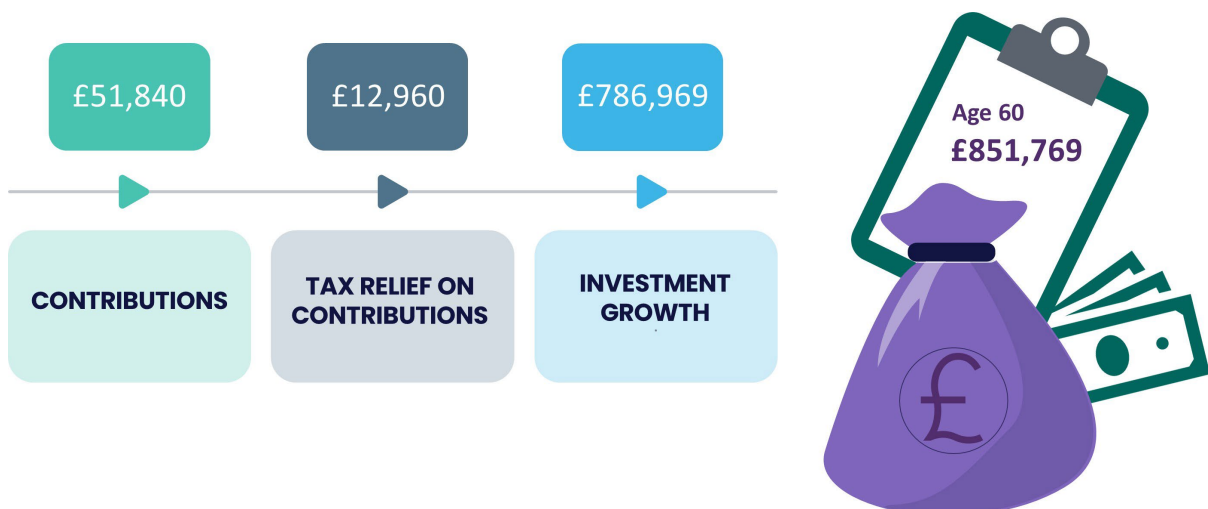 £51,840
£12,960
£786,969
CONTRIBUTIONS
TAX RELIEF ON
CONTRIBUTIONS
INVESTMENT
GROWTH
.
Age 60
£851,769
£